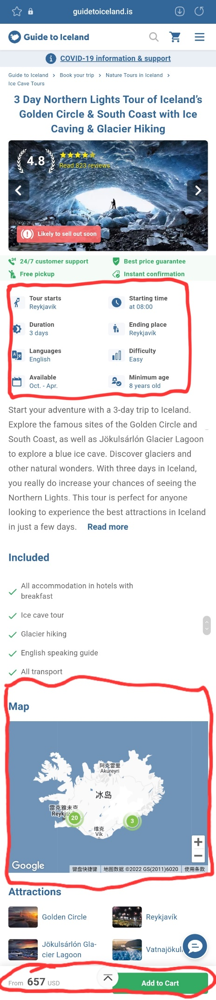 guidetoiceland.is
Guide to Iceland
COVID-19 information & support
Guide to Iceland > Book your trip > Nature Tours in Iceland >
Ice Cave Tours
3 Day Northern Lights Tour of Iceland's
Golden Circle & South Coast with Ice
Caving & Glacier Hiking
4.8
Read 823 reviews
Likely to sell out soon
24 24/7 customer support
Best price guarantee
Free pickup
Instant confirmation
Tour starts
Reykjavík
Starting time
at 08:00
Duration
3 days
Ending place
Reykjavík
Languages
English
Difficulty
Easy
Available
Oct. - Apr.
Minimum age
8 years old
Start your adventure with a 3-day trip to Iceland.
Explore the famous sites of the Golden Circle and
South Coast, as well as Jökulsárlón Glacier Lagoon
to explore a blue ice cave. Discover glaciers and
other natural wonders. With three days in Iceland,
you really do increase your chances of seeing the
Northern Lights. This tour is perfect for anyone
looking to experience the best attractions in Iceland
in just a few days. Read more
Included
All accommodation in hotels with
breakfast
Ice cave tour
Glacier hiking
English speaking guide
All transport
Map
阿克雷里
Akureyri
冰岛
雷克雅未克
20
3
维克
Vík
Google
键盘快捷键 地图数据 ©2022 GS(2011)6020 使用条款
Attractions
Golden Circle
Reykjavík
Jökulsárlón Gla-
cier Lagoon
From 657 USD
Add to Cart